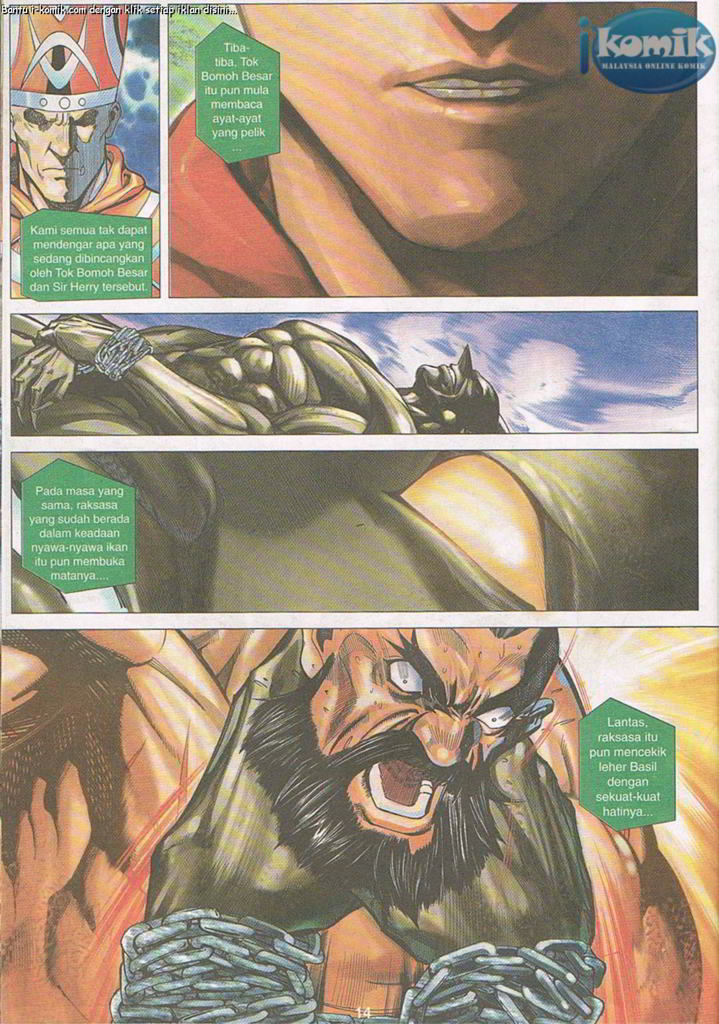 Bantu i-komik.com dengan klik setiap iklan disini...
ikomik
MALAYSIA ONLINE KOMIK
Kami semua tak dapat
mendengar apa yang
sedang dibincangkan
oleh Tok Bomoh Besar
dan Sir Herry tersebut.
Tiba-
tiba, Tok
Bomoh Besar
itu pun mula
membaca
ayat-ayat
yang pelik
...
Pada masa yang
sama, raksasa
yang sudah berada
dalam keadaan
nyawa-nyawa ikan
itu pun membuka
matanya....
Lantas,
raksasa itu
pun mencekik
leher Basil
dengan
sekuat-kuat
hatinya...
14